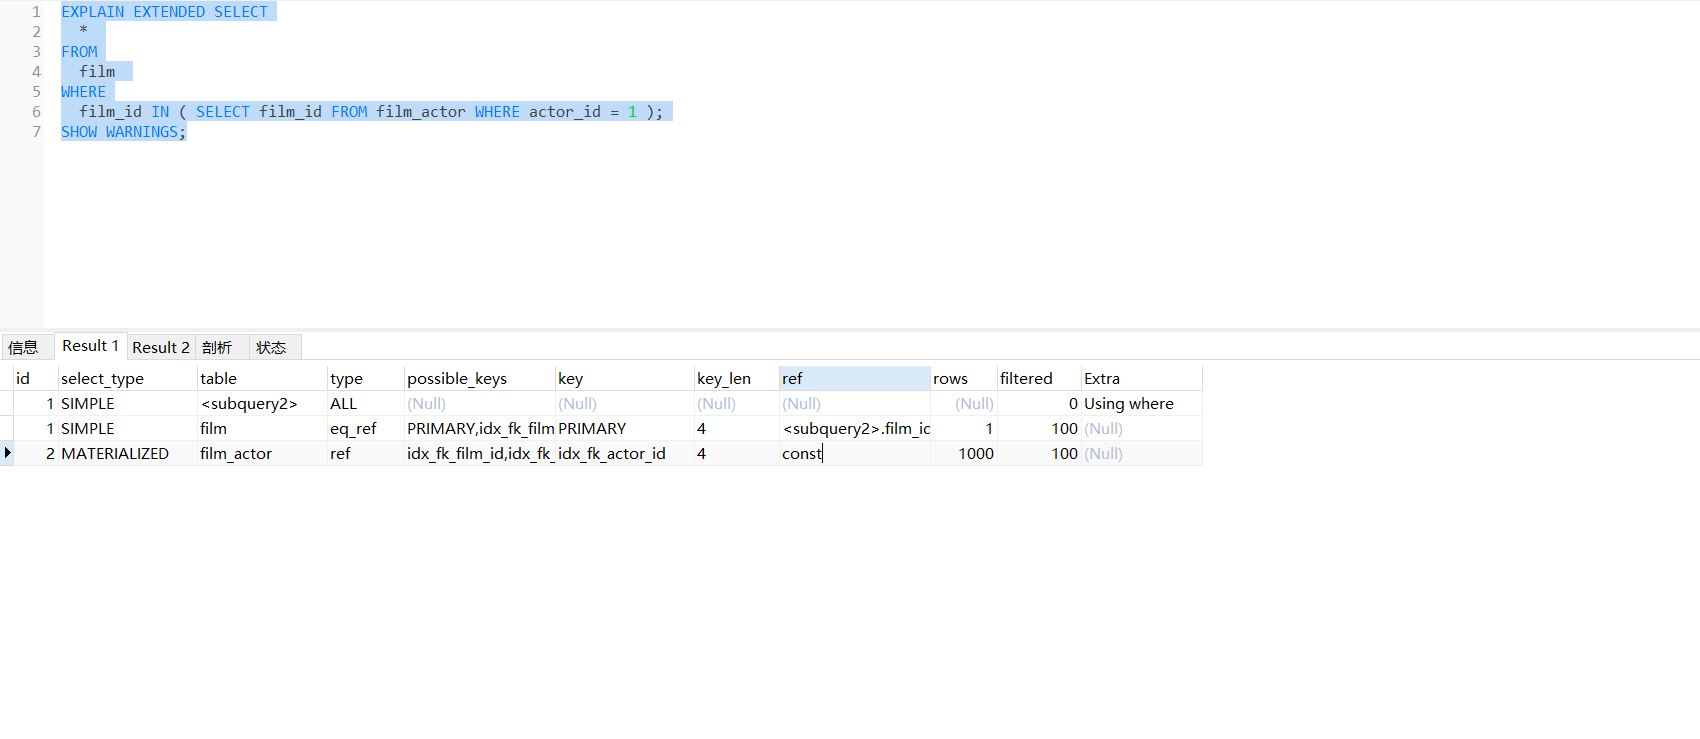 1 EXPLAIN EXTENDED SELECT
2 *
3 FROM
4 film
5 WHERE
6 film_id IN ( SELECT film_id FROM film_actor WHERE actor_id = 1 );
7 SHOW WARNINGS;
信息 Result 1 Result 2 剖析 状态
id select_type table type possible_keys key key_len ref rows filtered Extra
1 SIMPLE <subquery2> ALL (Null) (Null) (Null) (Null) (Null) 0 Using where
1 SIMPLE film eq_ref PRIMARY,idx_fk_film PRIMARY 4 <subquery2>.film_ic 1 100 (Null)
2 MATERIALIZED film_actor ref idx_fk_film_id,idx_fk_ idx_fk_actor_id 4 const 1000 100 (Null)